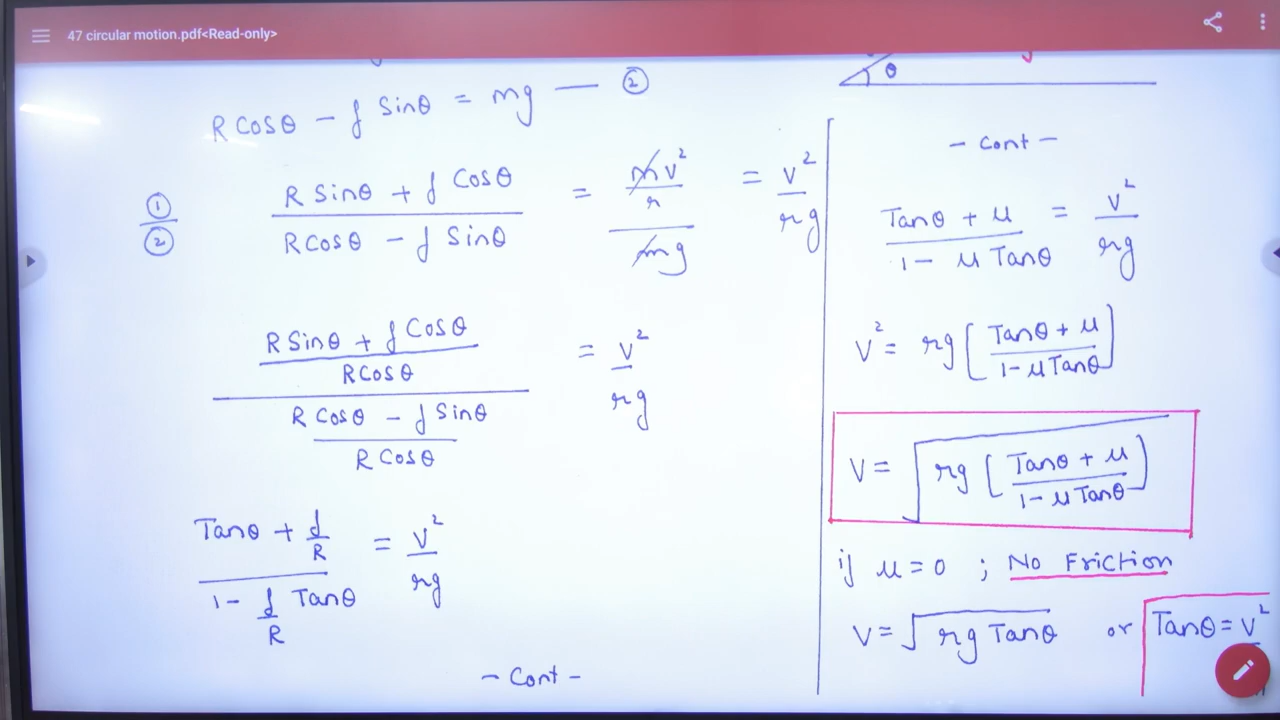 47 circular motion.pdf<Read-only>
R Cosθ - f Sinθ = mg — ②
①/② (R Sinθ + f Cosθ)/(R Cosθ - f Sinθ) = (mv²/r)/(mg) = v²/rg
((R Sinθ + f Cosθ)/(R Cosθ))/((R Cosθ - f Sinθ)/(R Cosθ)) = v²/rg
(Tanθ + f/R)/(1 - f/R Tanθ) = v²/rg
- Cont -
θ
- Cont -
(Tanθ + μ)/(1 - μ Tanθ) = v²/rg
V² = rg [(Tanθ + μ)/(1 - μ Tanθ)]
V = √(rg [(Tanθ + μ)/(1 - μ Tanθ)])
if μ = 0 ; No Friction
V = √(rg Tanθ) or Tanθ = V²